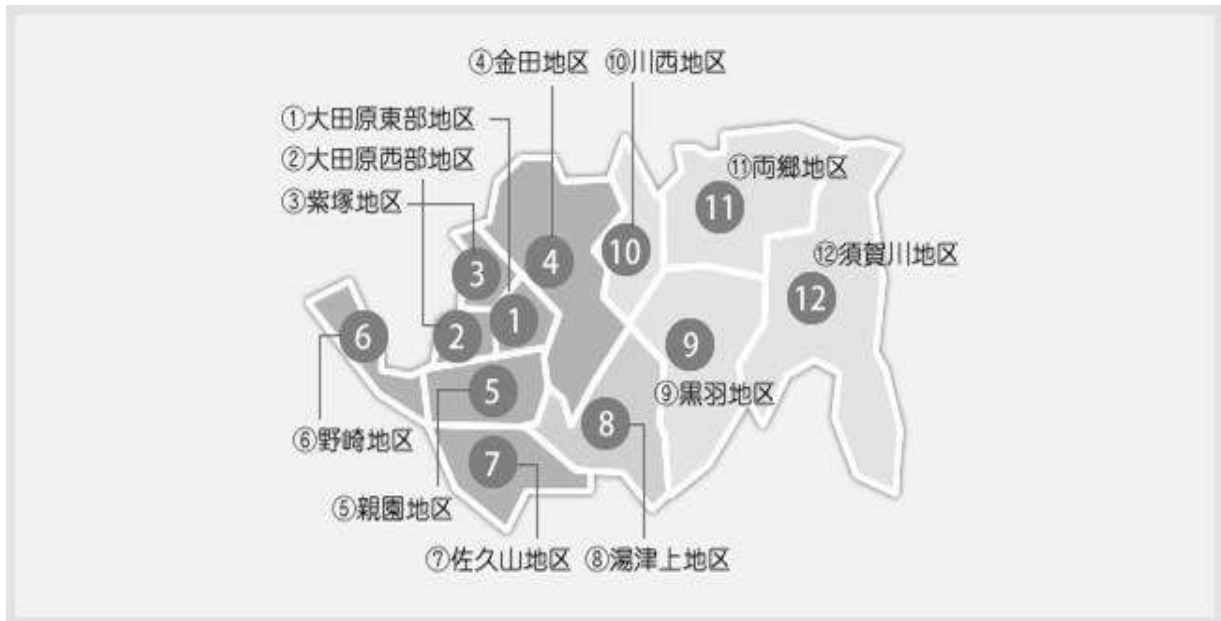 ④金田地区 ⑩川西地区
①大田原東部地区
②大田原西部地区
③紫塚地区
⑪両郷地区
⑫須賀川地区
⑨黒羽地区
⑥野崎地区
⑤親園地区
⑦佐久山地区 ⑧湯津上地区
11
4
10
3
12
1
2
6
9
5
8
7